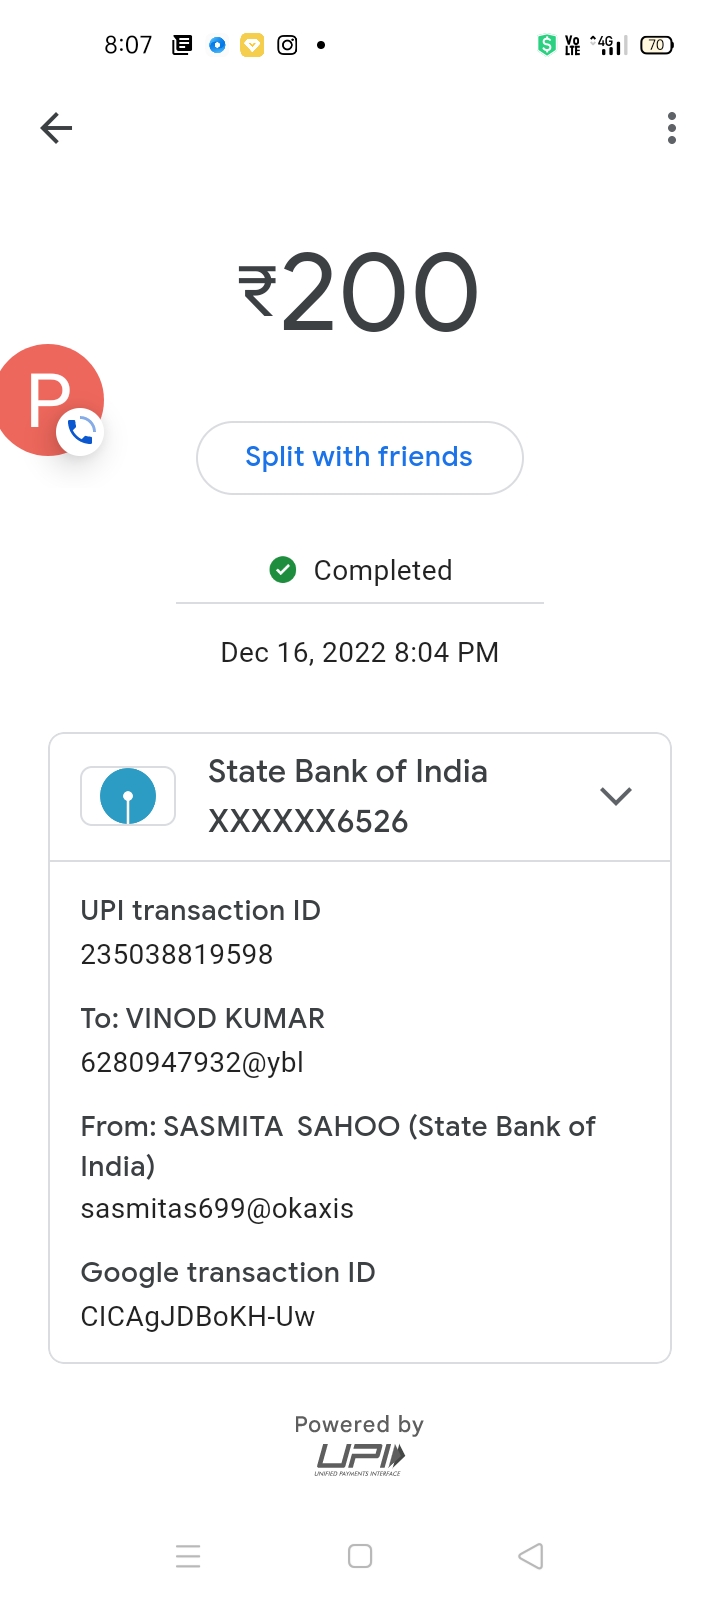 8:07
VoLTE 4G 70
₹200
P
Split with friends
Completed
Dec 16, 2022 8:04 PM
State Bank of India
XXXXXX6526
UPI transaction ID
235038819598
To: VINOD KUMAR
6280947932@ybl
From: SASMITA  SAHOO (State Bank of
India)
sasmitas699@okaxis
Google transaction ID
CICAgJDBoKH-Uw
Powered by
UPI
UNIFIED PAYMENTS INTERFACE